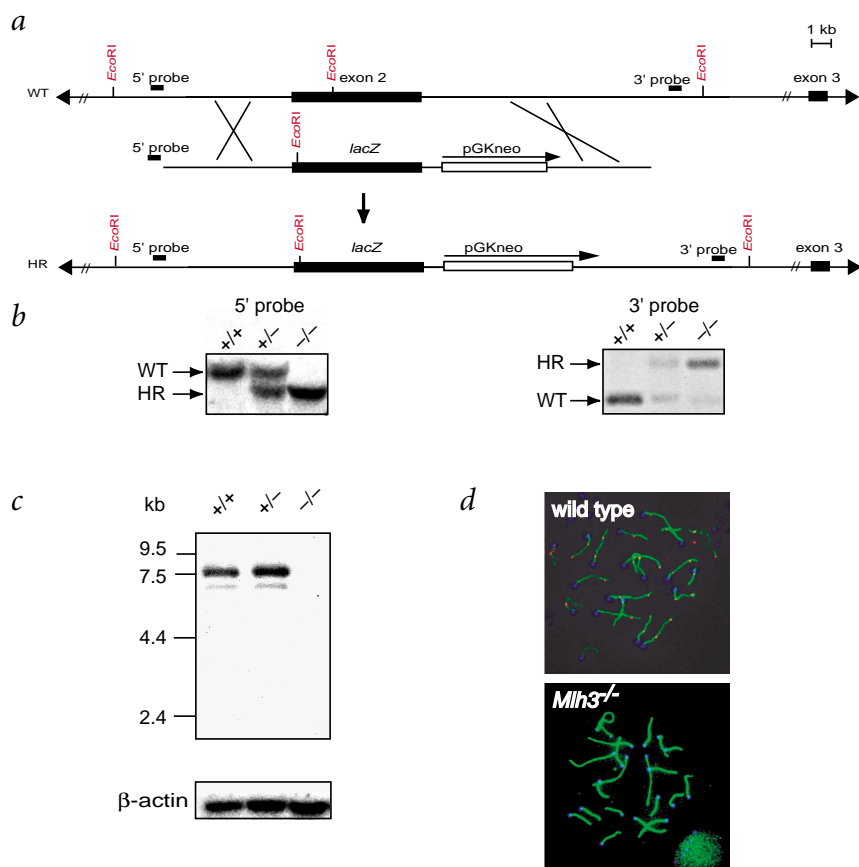 a
1 kb
EcoRI
5' probe
EcoRI
exon 2
3' probe
EcoRI
exon 3
WT
5' probe
EcoRI
lacZ
pGKneo
EcoRI
5' probe
EcoRI
lacZ
pGKneo
3' probe
EcoRI
exon 3
HR
b
5' probe
+/+ +/– –/–
WT
HR
3' probe
+/+ +/– –/–
HR
WT
c
kb
+/+ +/– –/–
9.5
7.5
4.4
2.4
β-actin
d
wild type
Mlh3-/-